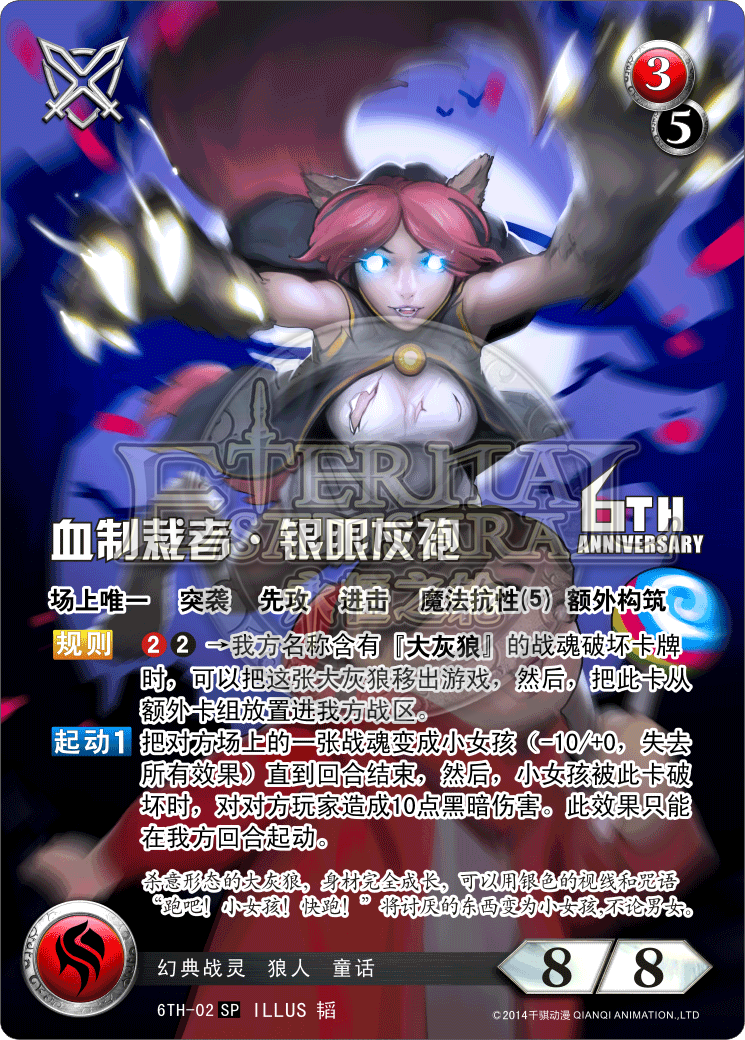 3
5
ETERNAL
ESSERAL
6TH
ANNIVERSARY
血制裁者·银眼灰袍
场上唯一 突袭 先攻 进击 魔法抗性(5) 额外构筑
规则 2 2 →我方名称含有『大灰狼』的战魂破坏卡牌
时，可以把这张大灰狼移出游戏，然后，把此卡从
额外卡组放置进我方战区。
起动1 把对方场上的一张战魂变成小女孩（-10/+0，失去
所有效果）直到回合结束，然后，小女孩被此卡破
坏时，对对方玩家造成10点黑暗伤害。此效果只能
在我方回合起动。
杀意形态的大灰狼，身材完全成长，可以用银色的视线和咒语
“跑吧！小女孩！快跑！”将讨厌的东西变为小女孩,不论男女。
幻典战灵 狼人 童话
8/8
6TH-02 SP ILLUS 韬
©2014千骐动漫 QIANQI ANIMATION.,LTD